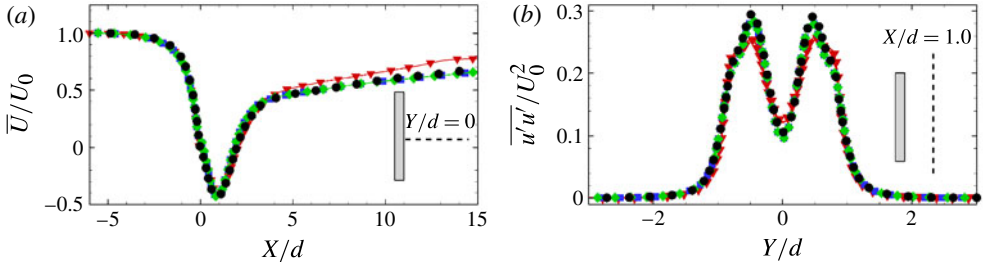 (a)
1.0
0.5
0
−0.5
U̅/U₀
Y/d = 0
−5
0
5
10
15
X/d
(b)
0.3
0.2
0.1
0
u′u′̅/U₀²
X/d = 1.0
−2
0
2
Y/d